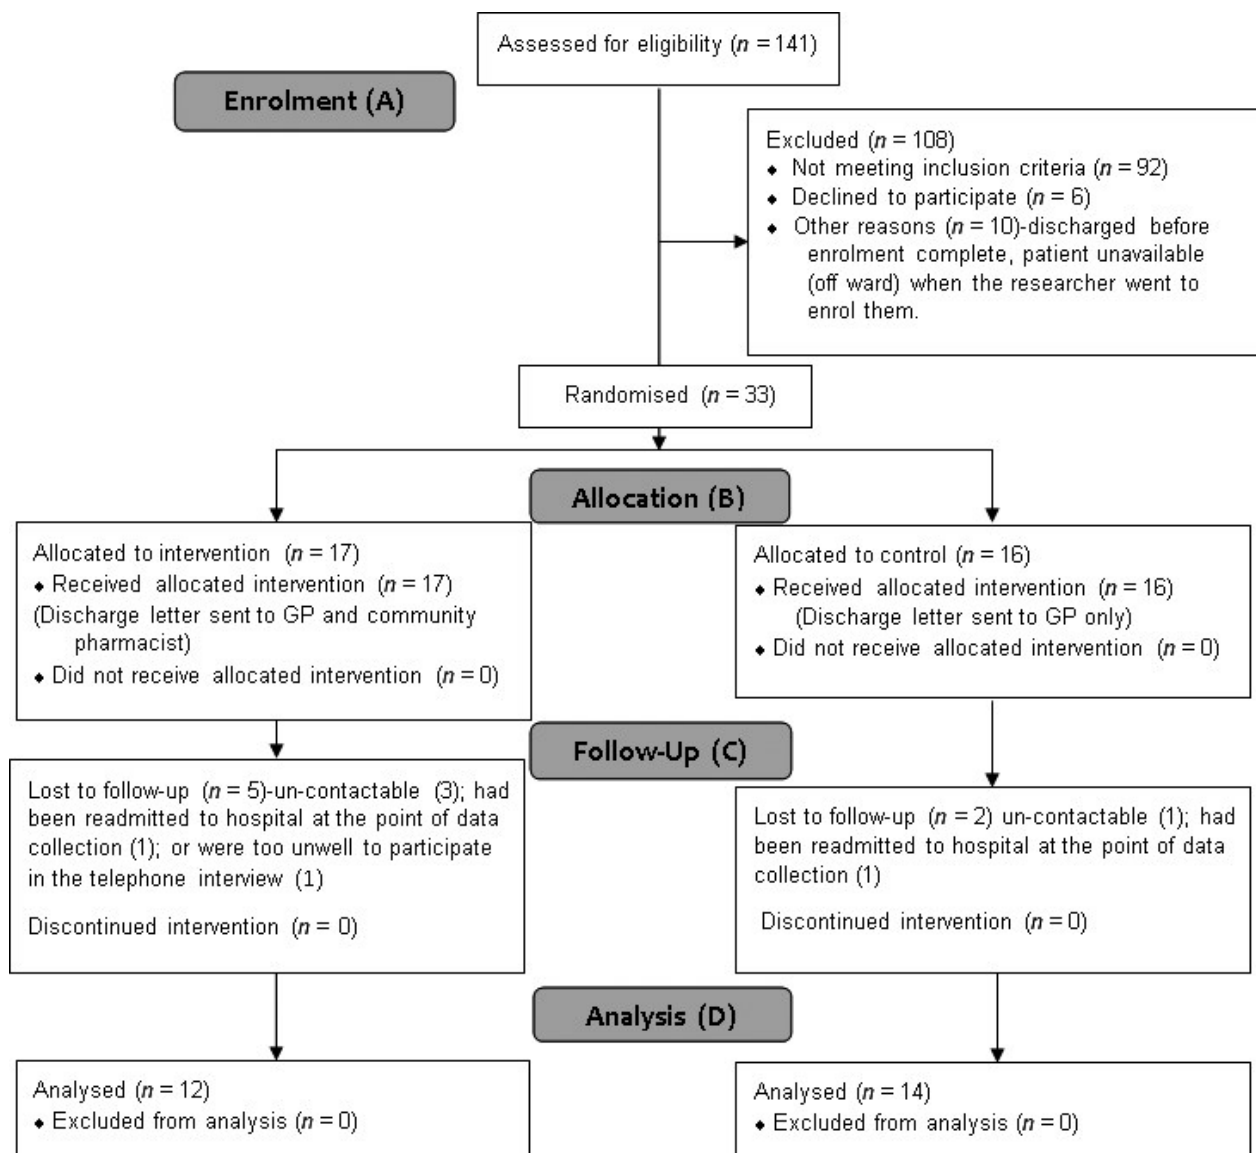 Assessed for eligibility (n = 141)
Enrolment (A)
Excluded (n = 108)
⬥ Not meeting inclusion criteria (n = 92)
⬥ Declined to participate (n = 6)
⬥ Other reasons (n = 10)-discharged before
enrolment complete, patient unavailable
(off ward) when the researcher went to
enrol them.
Randomised (n = 33)
Allocation (B)
Allocated to intervention (n = 17)
⬥ Received allocated intervention (n = 17)
(Discharge letter sent to GP and community
pharmacist)
⬥ Did not receive allocated intervention (n = 0)
Allocated to control (n = 16)
⬥ Received allocated intervention (n = 16)
(Discharge letter sent to GP only)
⬥ Did not receive allocated intervention (n = 0)
Follow-Up (C)
Lost to follow-up (n = 5)-un-contactable (3); had
been readmitted to hospital at the point of data
collection (1); or were too unwell to participate
in the telephone interview (1)
Discontinued intervention (n = 0)
Lost to follow-up (n = 2) un-contactable (1); had
been readmitted to hospital at the point of data
collection (1)
Discontinued intervention (n = 0)
Analysis (D)
Analysed (n = 12)
⬥ Excluded from analysis (n = 0)
Analysed (n = 14)
⬥ Excluded from analysis (n = 0)